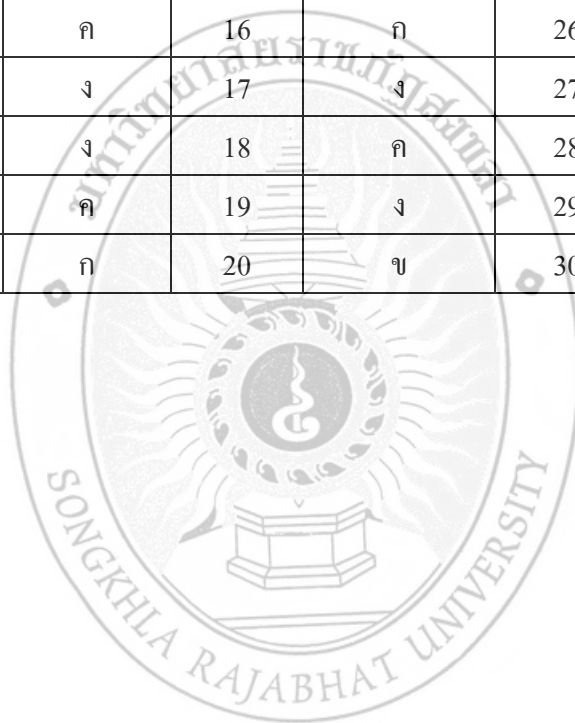 ค 16 ก 26
ง 17 ง 27
ง 18 ค 28
ค 19 ง 29
ก 20 ข 30
มหาวิทยาลัยราชภัฏสงขลา
SONGKHLA RAJABHAT UNIVERSITY